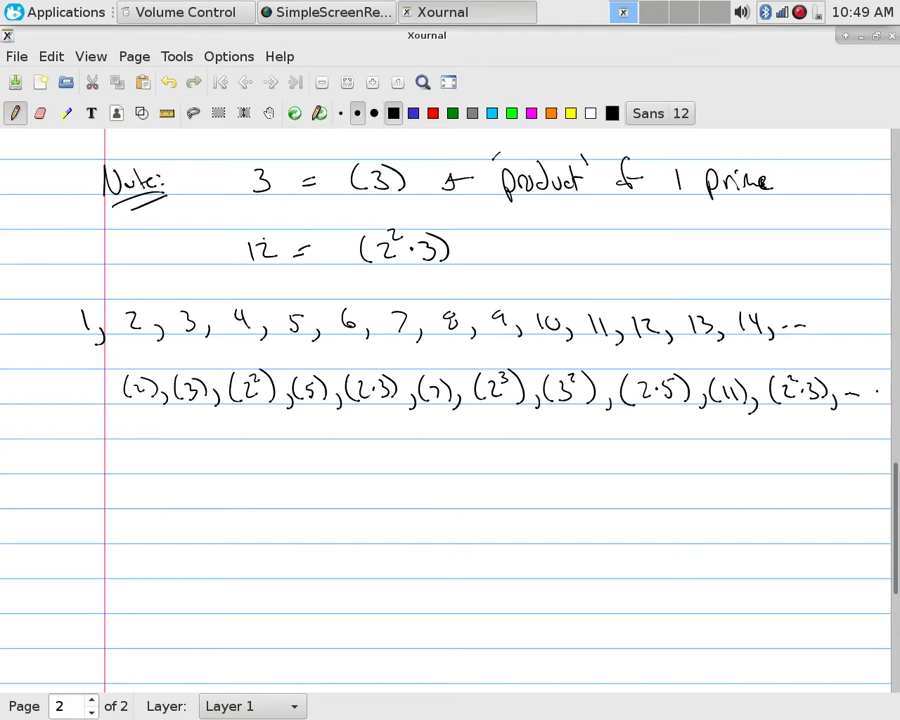 Applications Volume Control SimpleScreenRe... Xournal 10:49 AM
Xournal
File Edit View Page Tools Options Help
T Sans 12
Note: 3 = (3) ← 'product' of 1 prime
12 = (2²·3)
1, 2, 3, 4, 5, 6, 7, 8, 9, 10, 11, 12, 13, 14, ...
(2), (3), (2²), (5), (2·3), (7), (2³), (3²), (2·5), (11), (2²·3), ...
Page 2 of 2 Layer: Layer 1